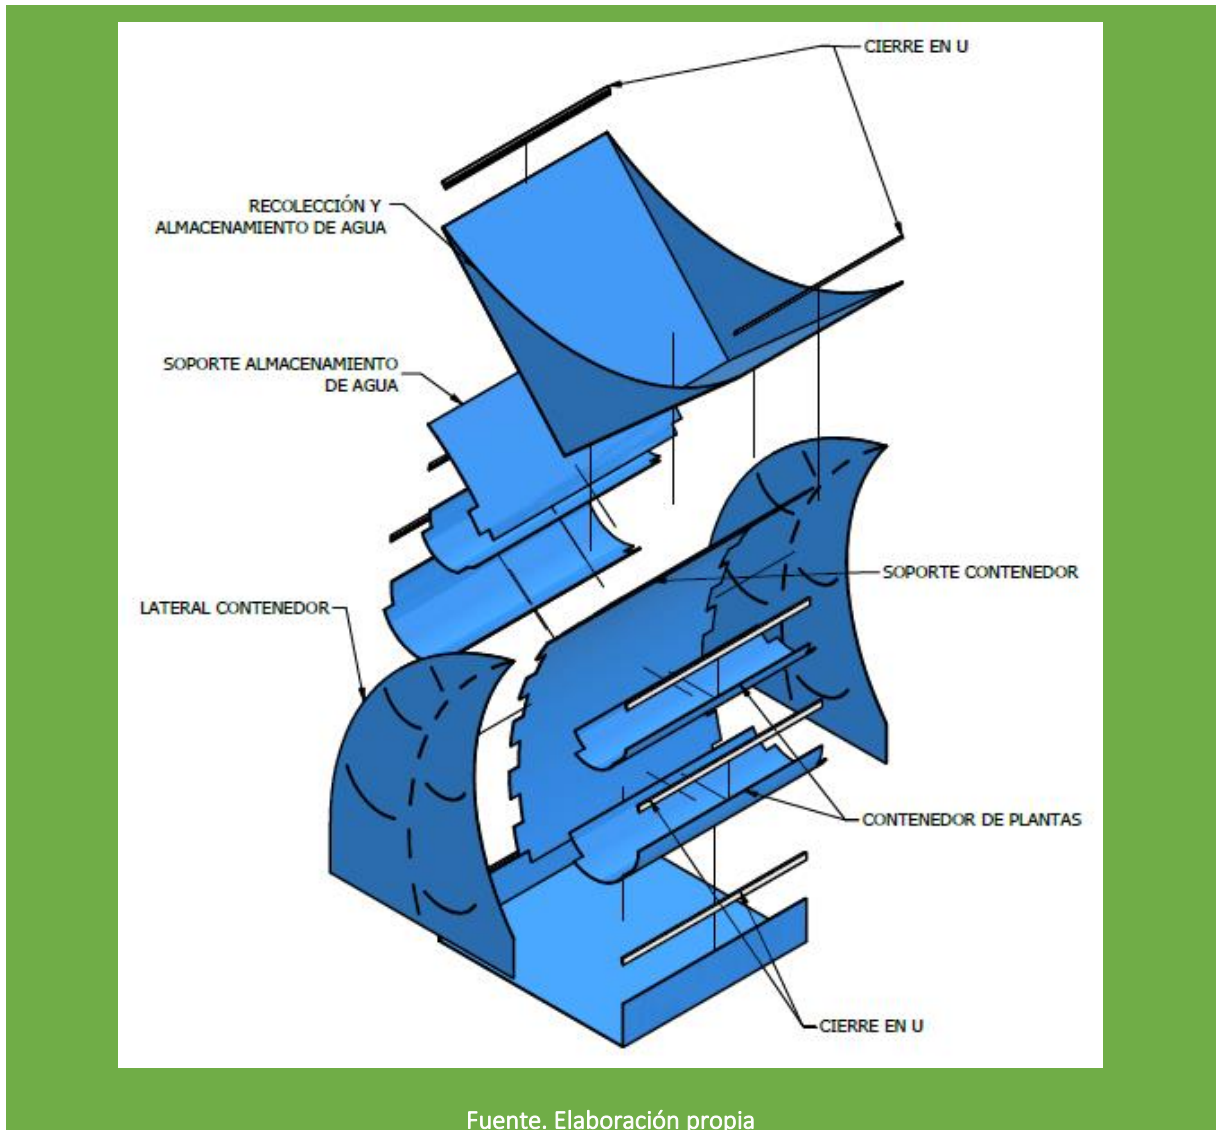 CIERRE EN U
RECOLECCIÓN Y
ALMACENAMIENTO DE AGUA
SOPORTE ALMACENAMIENTO
DE AGUA
SOPORTE CONTENEDOR
LATERAL CONTENEDOR
CONTENEDOR DE PLANTAS
CIERRE EN U
Fuente. Elaboración propia